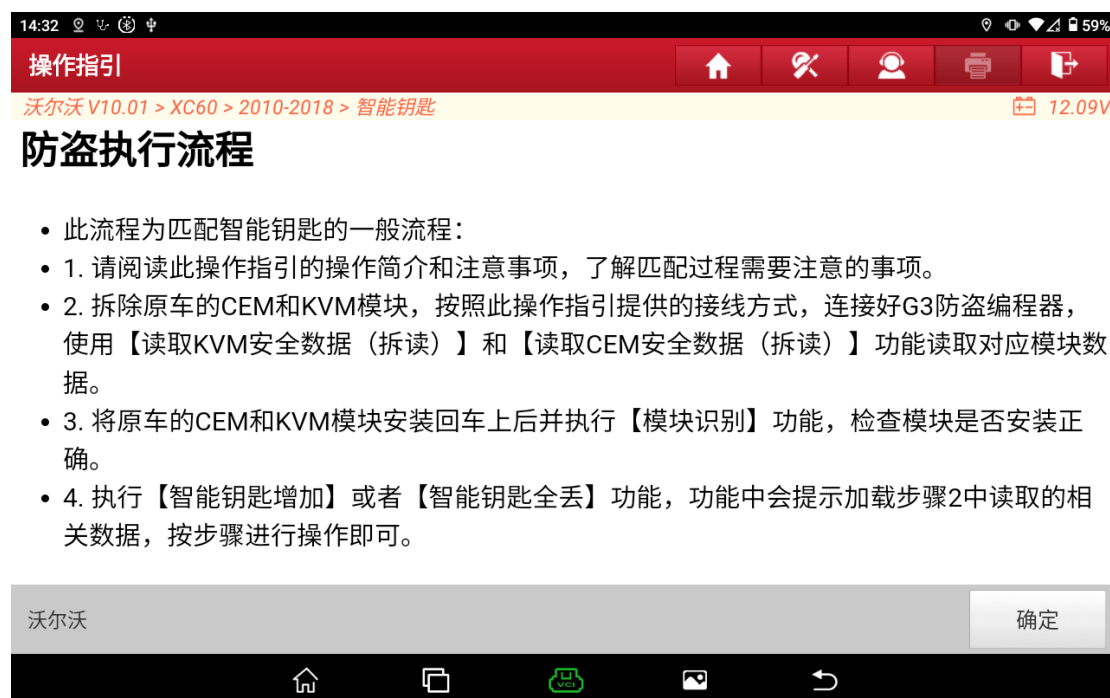 14:32
59%
操作指引
沃尔沃 V10.01 > XC60 > 2010-2018 > 智能钥匙
12.09V
防盗执行流程
• 此流程为匹配智能钥匙的一般流程：
• 1. 请阅读此操作指引的操作简介和注意事项，了解匹配过程需要注意的事项。
• 2. 拆除原车的CEM和KVM模块，按照此操作指引提供的接线方式，连接好G3防盗编程器，
使用【读取KVM安全数据（拆读）】和【读取CEM安全数据（拆读）】功能读取对应模块数
据。
• 3. 将原车的CEM和KVM模块安装回车上后并执行【模块识别】功能，检查模块是否安装正
确。
• 4. 执行【智能钥匙增加】或者【智能钥匙全丢】功能，功能中会提示加载步骤2中读取的相
关数据，按步骤进行操作即可。
沃尔沃
确定
VCI